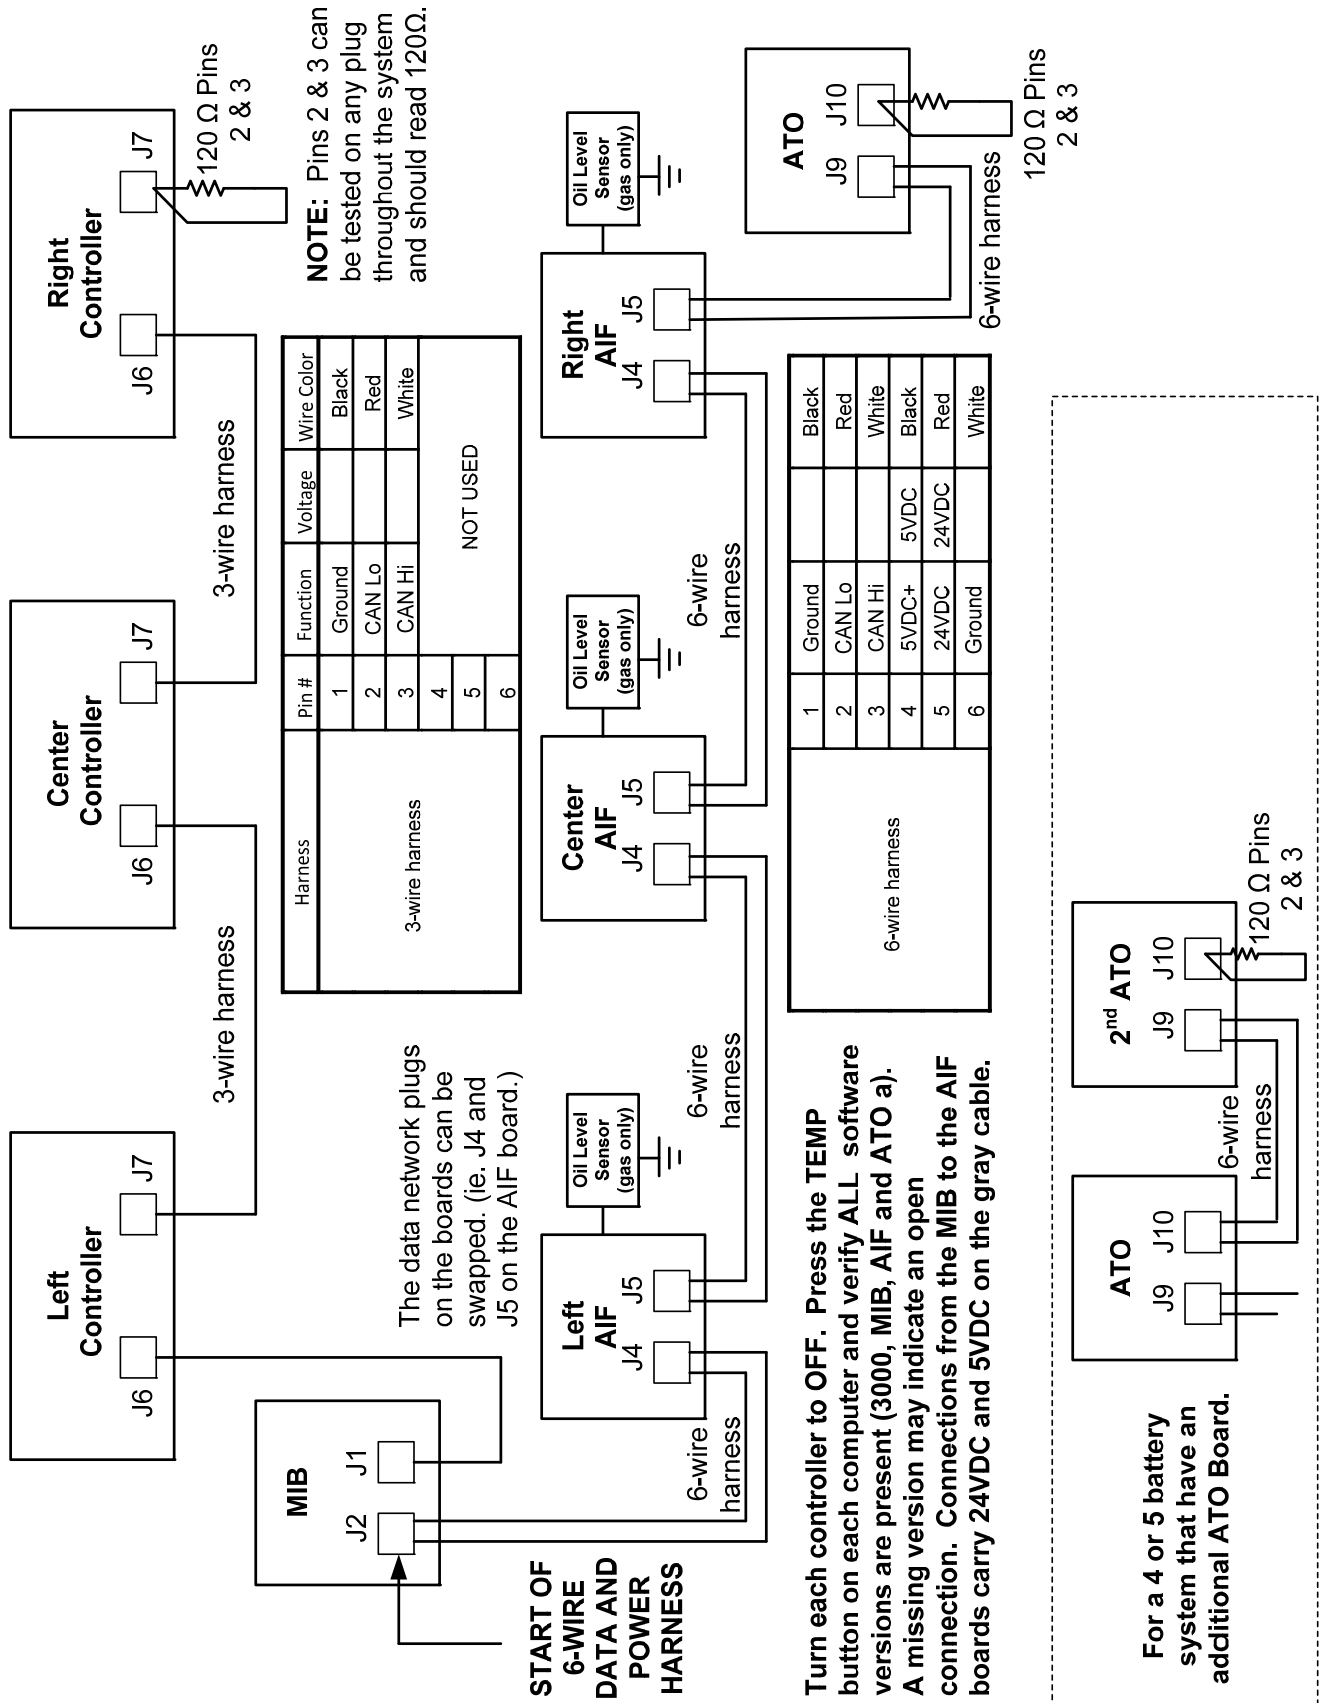 Left
Controller
J6
J7
Center
Controller
J6
J7
Right
Controller
J6
J7
3-wire harness
3-wire harness
120 Ω Pins
2 & 3
MIB
J2
J1
START OF
6-WIRE
DATA AND
POWER
HARNESS
The data network plugs
on the boards can be
swapped. (ie. J4 and
J5 on the AIF board.)
Harness Pin # Function Voltage Wire Color
3-wire harness
1 Ground Black
2 CAN Lo Red
3 CAN Hi White
4
5
6
NOT USED
NOTE: Pins 2 & 3 can
be tested on any plug
throughout the system
and should read 120Ω.
Left
AIF
J4
J5
Oil Level
Sensor
(gas only)
6-wire
harness
6-wire
harness
Center
AIF
J4
J5
Oil Level
Sensor
(gas only)
6-wire
harness
Right
AIF
J4
J5
Oil Level
Sensor
(gas only)
ATO
J9
J10
6-wire harness
120 Ω Pins
2 & 3
Turn each controller to OFF. Press the TEMP
button on each computer and verify ALL software
versions are present (3000, MIB, AIF and ATO a).
A missing version may indicate an open
connection. Connections from the MIB to the AIF
boards carry 24VDC and 5VDC on the gray cable.
6-wire harness
1 Ground Black
2 CAN Lo Red
3 CAN Hi White
4 5VDC+ 5VDC Black
5 24VDC 24VDC Red
6 Ground White
For a 4 or 5 battery
system that have an
additional ATO Board.
ATO
J9
J10
6-wire
harness
2nd ATO
J9
J10
120 Ω Pins
2 & 3